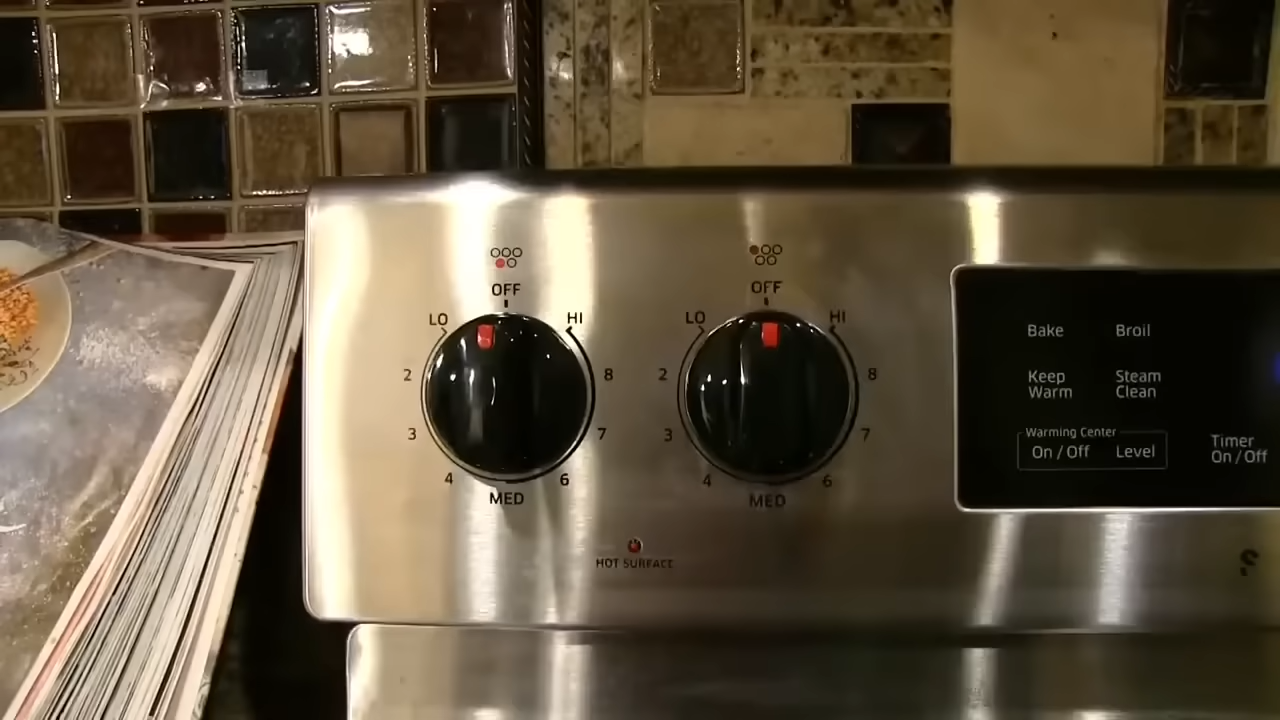 OFF
LO HI
2 8
3 7
4 6
MED
OFF
LO HI
2 8
3 7
4 6
MED
HOT SURFACE
Bake Broil
Keep Warm
Steam Clean
Warming Center
On / Off Level
Timer
On / Off